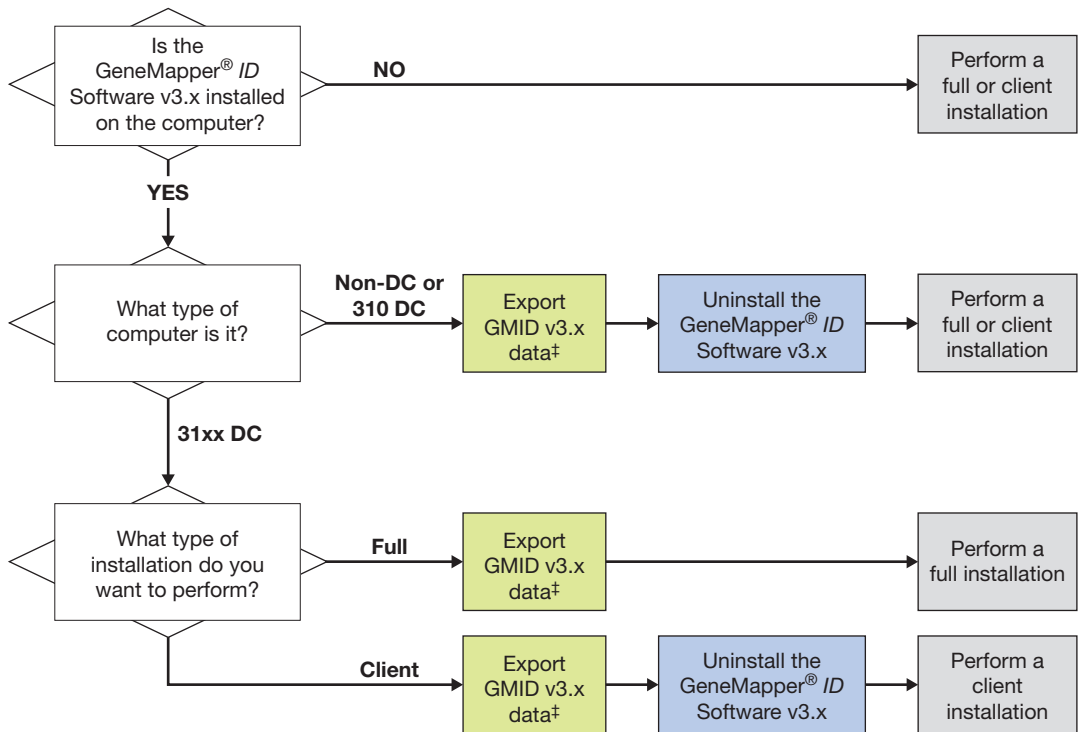 Is the
GeneMapper® ID
Software v3.x installed
on the computer?
NO
Perform a
full or client
installation
YES
What type of
computer is it?
Non-DC or
310 DC
Export
GMID v3.x
data‡
Uninstall the
GeneMapper® ID
Software v3.x
Perform a
full or client
installation
31xx DC
What type of
installation do you
want to perform?
Full
Export
GMID v3.x
data‡
Perform a
full installation
Client
Export
GMID v3.x
data‡
Uninstall the
GeneMapper® ID
Software v3.x
Perform a
client
installation